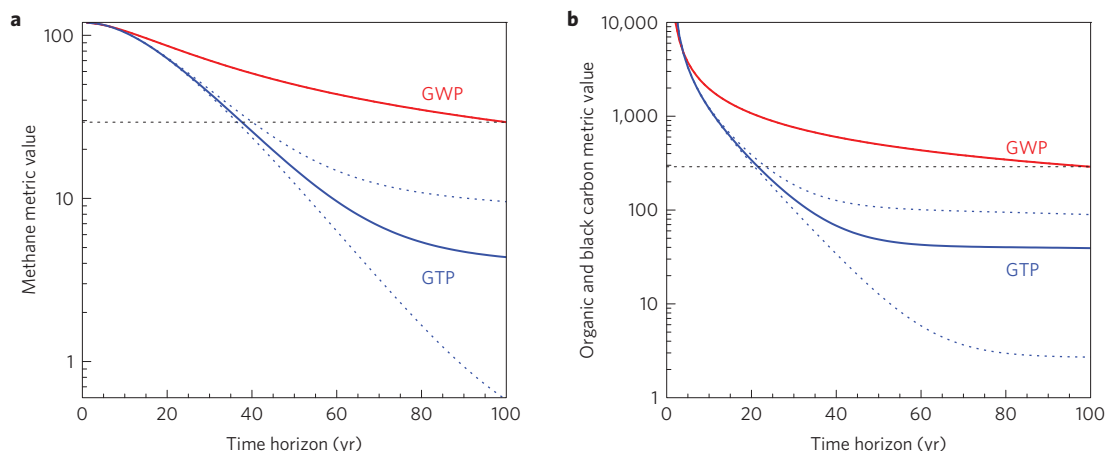 a
Methane metric value
100
10
1
GWP
GTP
0
20
40
60
80
100
Time horizon (yr)
b
Organic and black carbon metric value
10,000
1,000
100
10
1
GWP
GTP
0
20
40
60
80
100
Time horizon (yr)